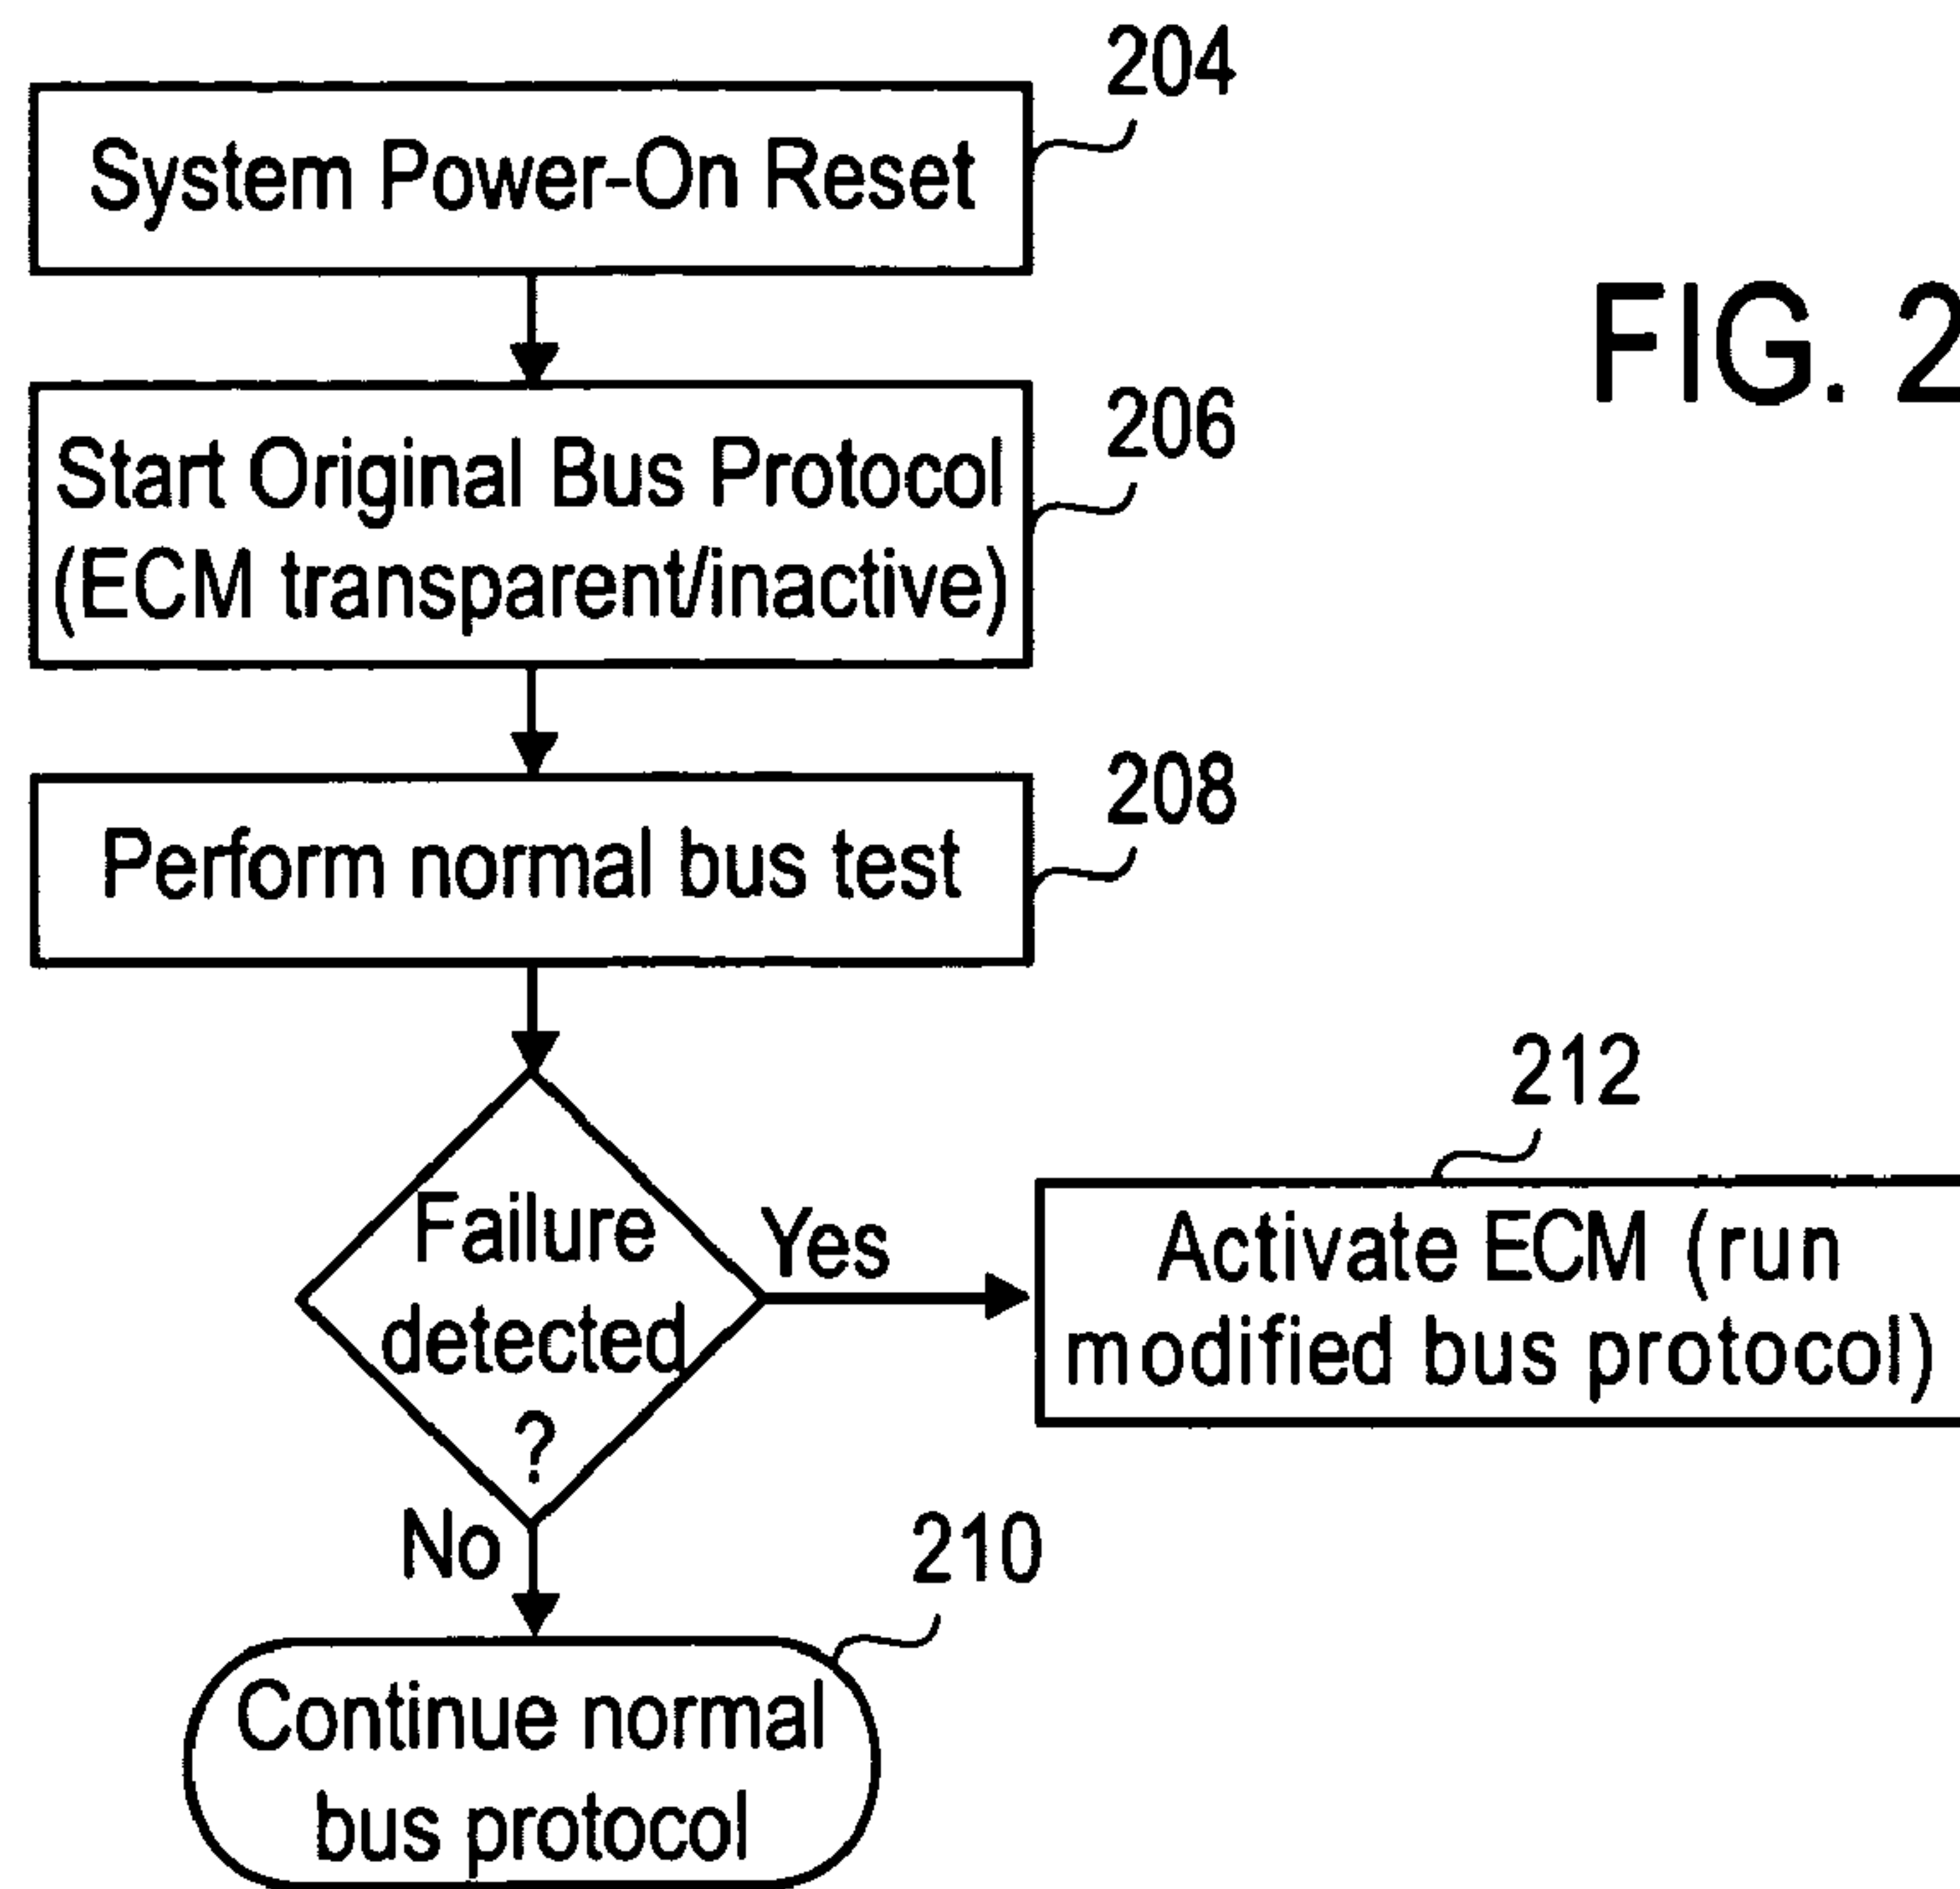 204
System Power-On Reset
FIG. 2
206
Start Original Bus Protocol
(ECM transparent/inactive)
208
Perform normal bus test
212
Failure
detected
?
Yes
Activate ECM (run
modified bus protocol)
No
210
Continue normal
bus protocol